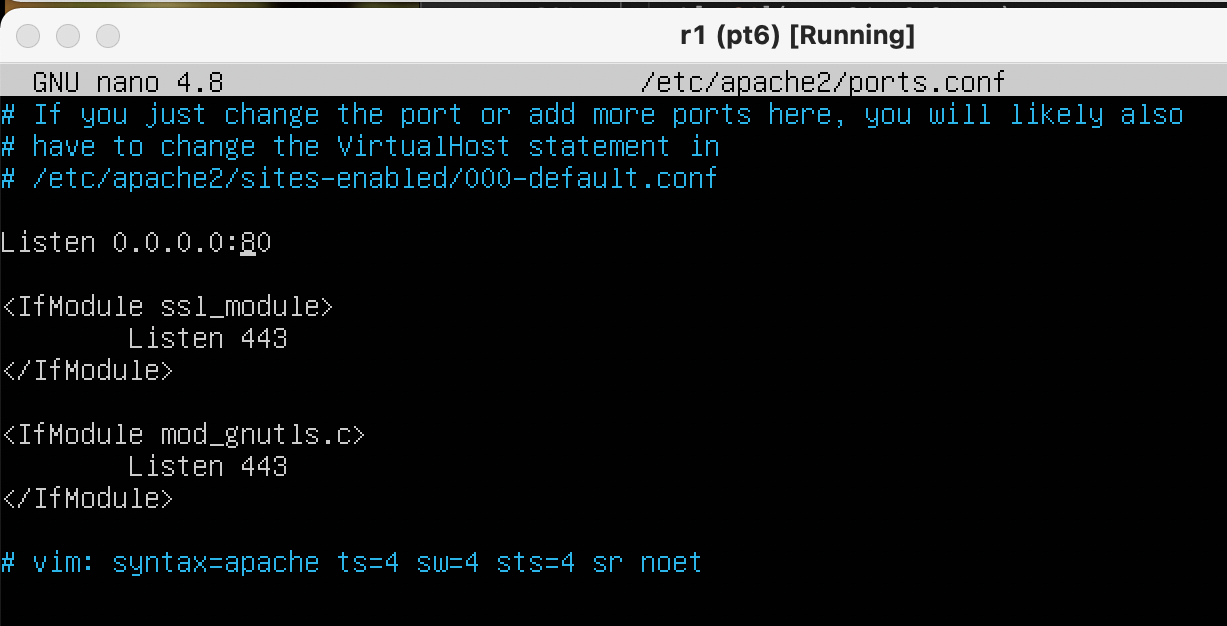 r1 (pt6) [Running]
GNU nano 4.8 /etc/apache2/ports.conf
# If you just change the port or add more ports here, you will likely also
# have to change the VirtualHost statement in
# /etc/apache2/sites-enabled/000-default.conf
Listen 0.0.0.0:80
<IfModule ssl_module>
Listen 443
</IfModule>
<IfModule mod_gnutls.c>
Listen 443
</IfModule>
# vim: syntax=apache ts=4 sw=4 sts=4 sr noet